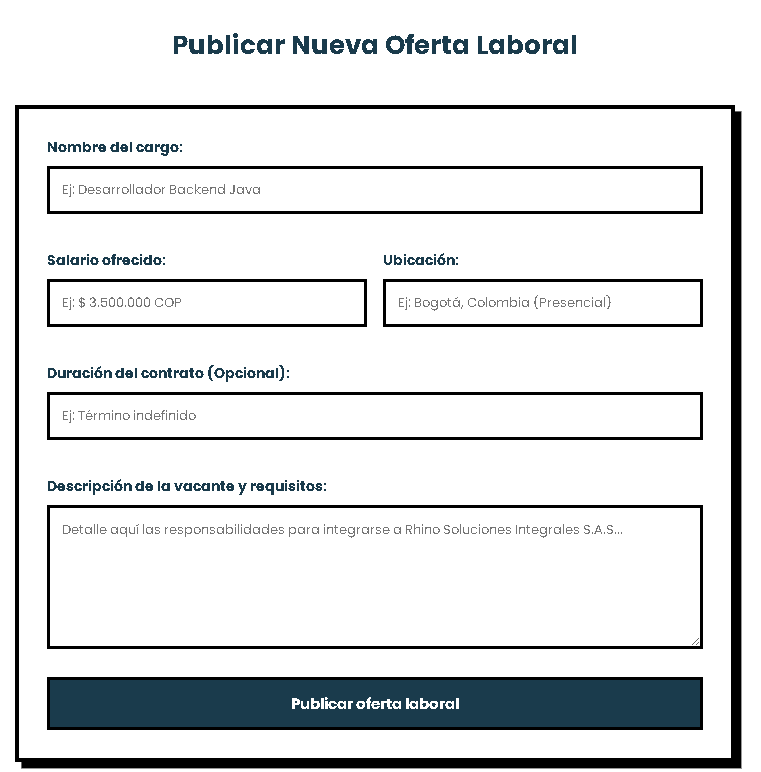 Publicar Nueva Oferta Laboral
Nombre del cargo:
Ej: Desarrollador Backend Java
Salario ofrecido:
Ubicación:
Ej: $ 3.500.000 COP
Ej: Bogotá, Colombia (Presencial)
Duración del contrato (Opcional):
Ej: Término indefinido
Descripción de la vacante y requisitos:
Detalle aquí las responsabilidades para integrarse a Rhino Soluciones Integrales S.A.S...
Publicar oferta laboral